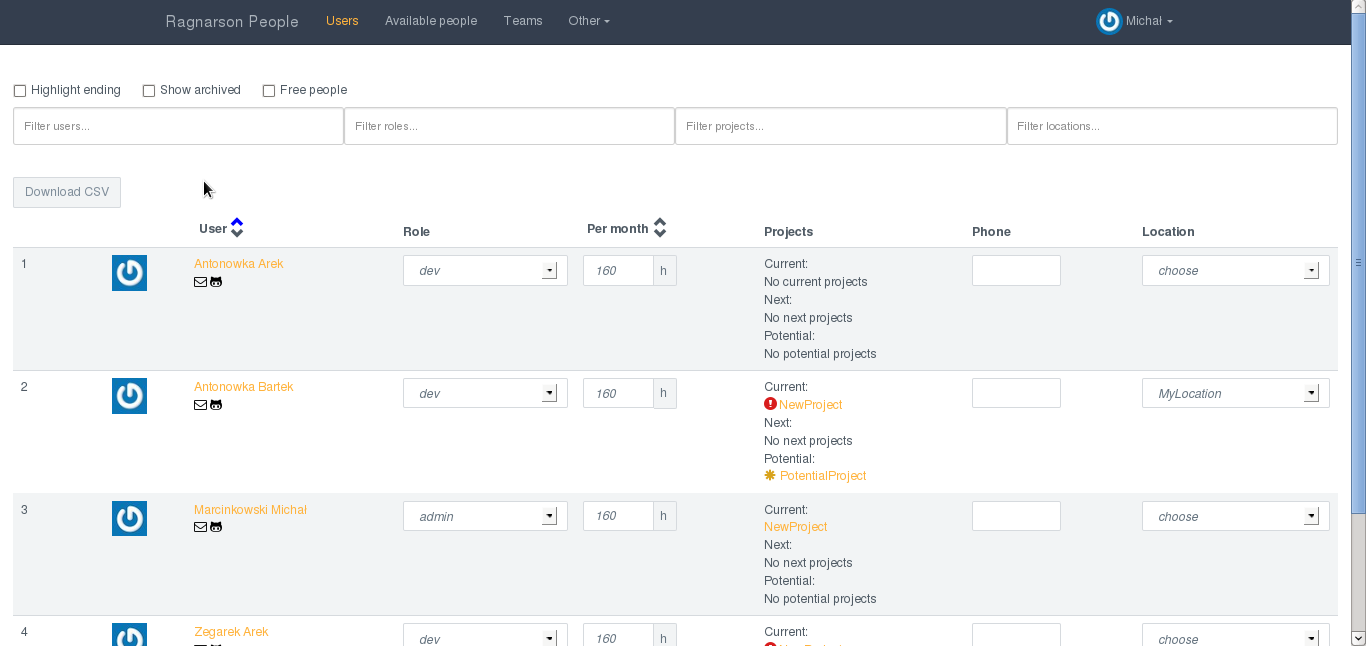 Ragnarson People Users Available people Teams Other Michał
Highlight ending Show archived Free people
Filter users... Filter roles... Filter projects... Filter locations...
Download CSV
User Role Per month Projects Phone Location
1 Antonowka Arek dev 160 h Current: choose
No current projects
Next:
No next projects
Potential:
No potential projects
2 Antonowka Bartek dev 160 h Current: MyLocation
NewProject
Next:
No next projects
Potential:
PotentialProject
3 Marcinkowski Michał admin 160 h Current: choose
NewProject
Next:
No next projects
Potential:
No potential projects
4 Zegarek Arek dev 160 h Current: choose